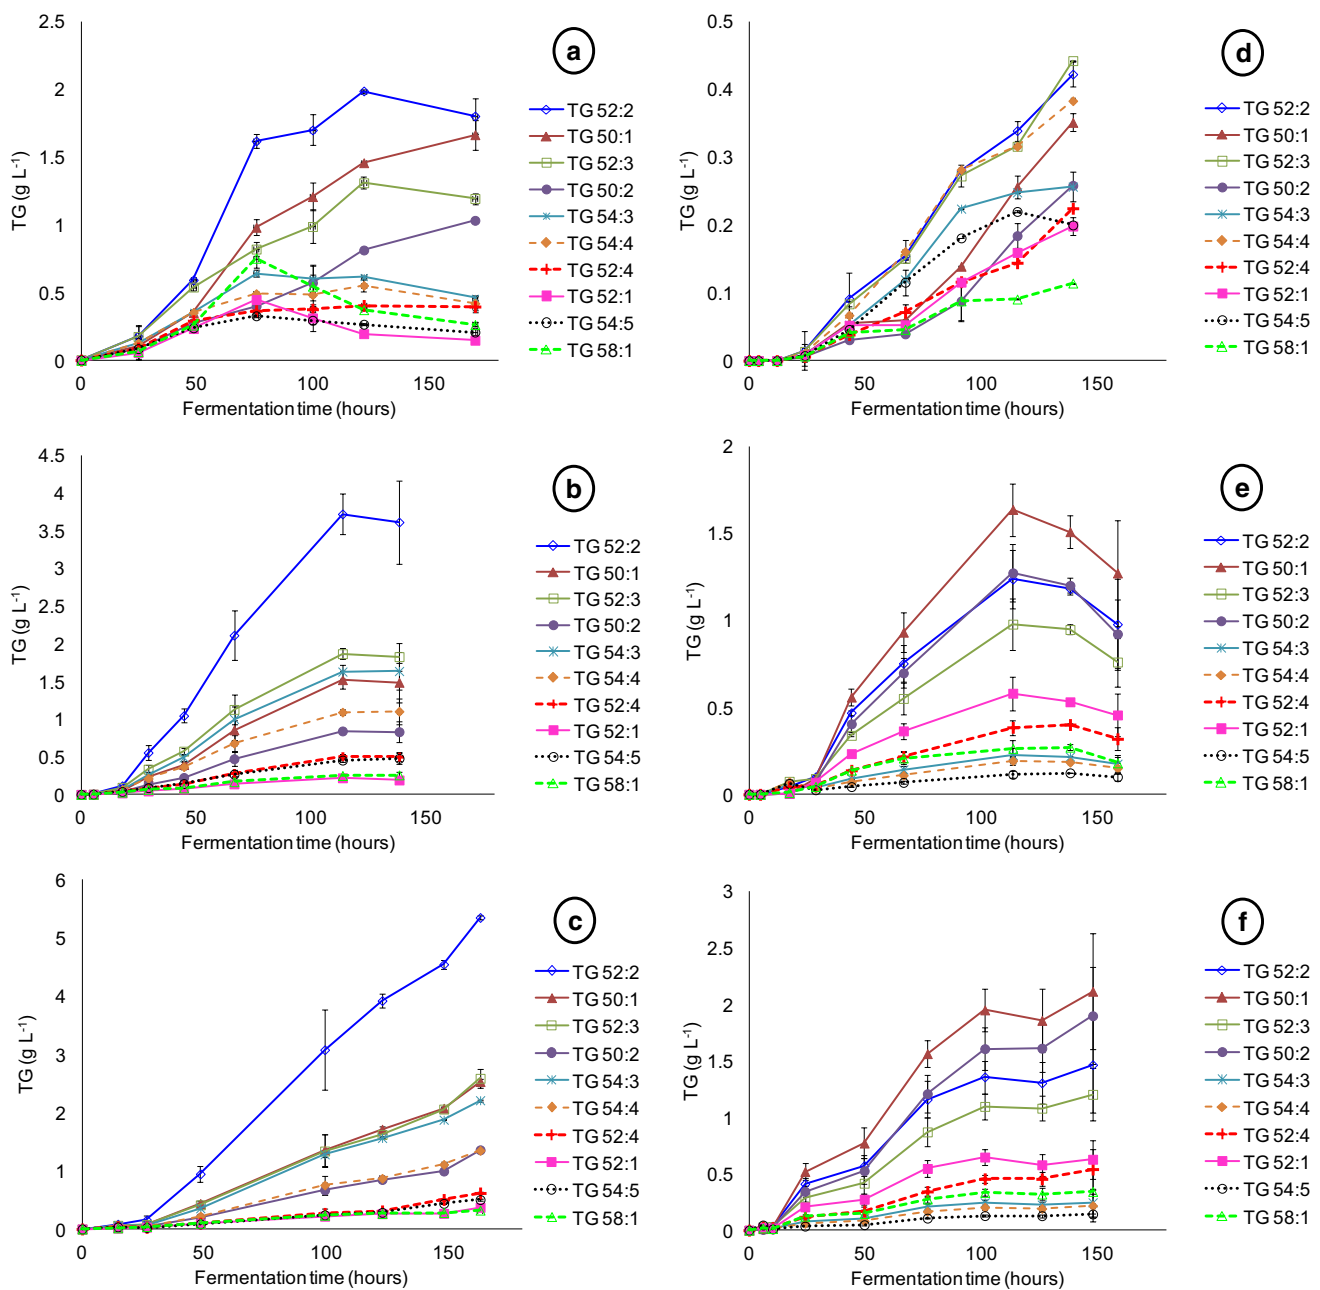 2.5
2
1.5
1
0.5
0
TG (g L-1)
0 50 100 150
Fermentation time (hours)
a
TG 52:2
TG 50:1
TG 52:3
TG 50:2
TG 54:3
TG 54:4
TG 52:4
TG 52:1
TG 54:5
TG 58:1
0.5
0.4
0.3
0.2
0.1
0
TG (g L-1)
0 50 100 150
Fermentation time (hours)
d
TG 52:2
TG 50:1
TG 52:3
TG 50:2
TG 54:3
TG 54:4
TG 52:4
TG 52:1
TG 54:5
TG 58:1
4.5
4
3.5
3
2.5
2
1.5
1
0.5
0
TG (g L-1)
0 50 100 150
Fermentation time (hours)
b
TG 52:2
TG 50:1
TG 52:3
TG 50:2
TG 54:3
TG 54:4
TG 52:4
TG 52:1
TG 54:5
TG 58:1
2
1.5
1
0.5
0
TG (g L-1)
0 50 100 150
Fermentation time (hours)
e
TG 52:2
TG 50:1
TG 52:3
TG 50:2
TG 54:3
TG 54:4
TG 52:4
TG 52:1
TG 54:5
TG 58:1
6
5
4
3
2
1
0
TG (g L-1)
0 50 100 150
Fermentation time (hours)
c
TG 52:2
TG 50:1
TG 52:3
TG 50:2
TG 54:3
TG 54:4
TG 52:4
TG 52:1
TG 54:5
TG 58:1
3
2.5
2
1.5
1
0.5
0
TG (g L-1)
0 50 100 150
Fermentation time (hours)
f
TG 52:2
TG 50:1
TG 52:3
TG 50:2
TG 54:3
TG 54:4
TG 52:4
TG 52:1
TG 54:5
TG 58:1